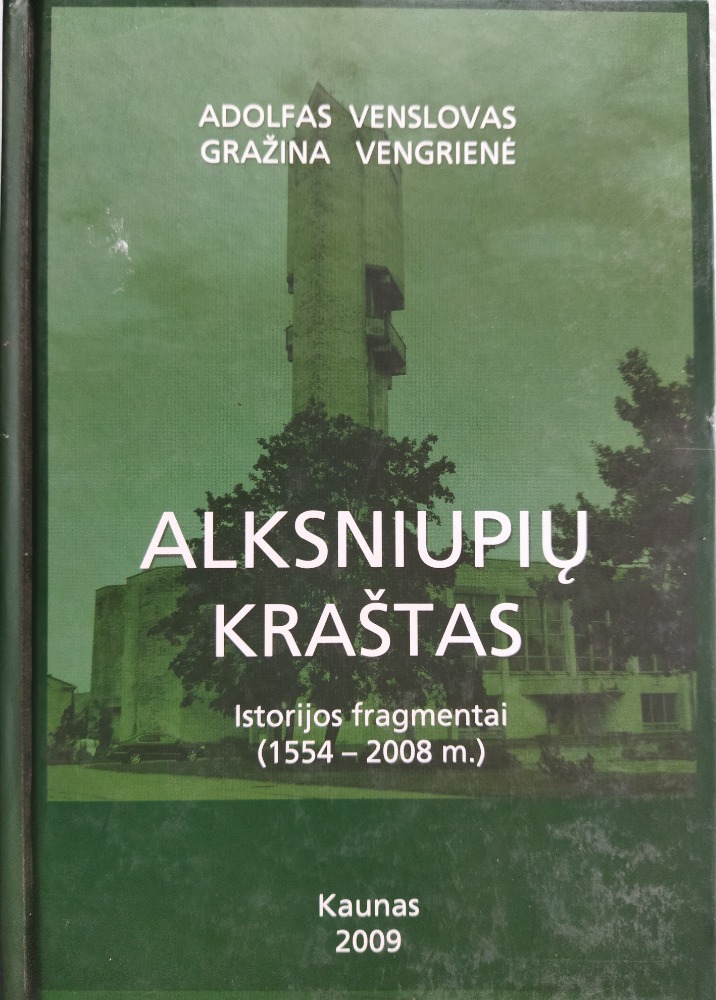 ADOLFAS VENSLOVAS
GRAŽINA VENGRIENĖ
ALKSNIUPIŲ
KRAŠTAS
Istorijos fragmentai
(1554 – 2008 m.)
Kaunas
2009